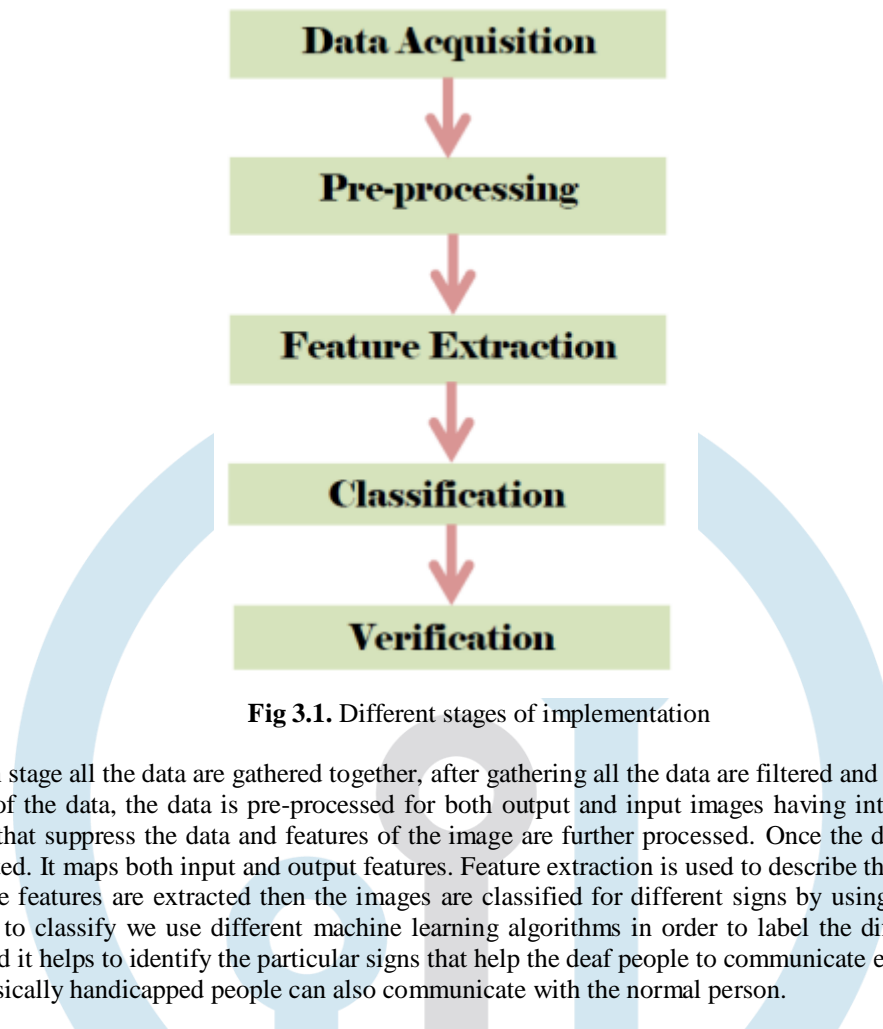 Data Acquisition
Pre-processing
Feature Extraction
Classification
Verification
Fig 3.1. Different stages of implementation
stage all the data are gathered together, after gathering all the data are filtered and
of the data, the data is pre-processed for both output and input images having
that suppress the data and features of the image are further processed. Once the
It maps both input and output features. Feature extraction is used to describe
features are extracted then the images are classified for different signs by using
to classify we use different machine learning algorithms in order to label the
it helps to identify the particular signs that help the deaf people to communicate
handicapped people can also communicate with the normal person.